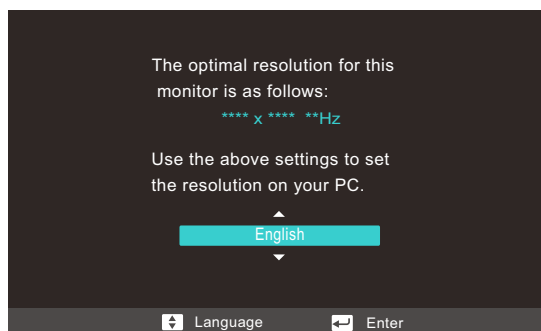 The optimal resolution for this
monitor is as follows:
**** x **** **Hz
Use the above settings to set
the resolution on your PC.
English
Language Enter